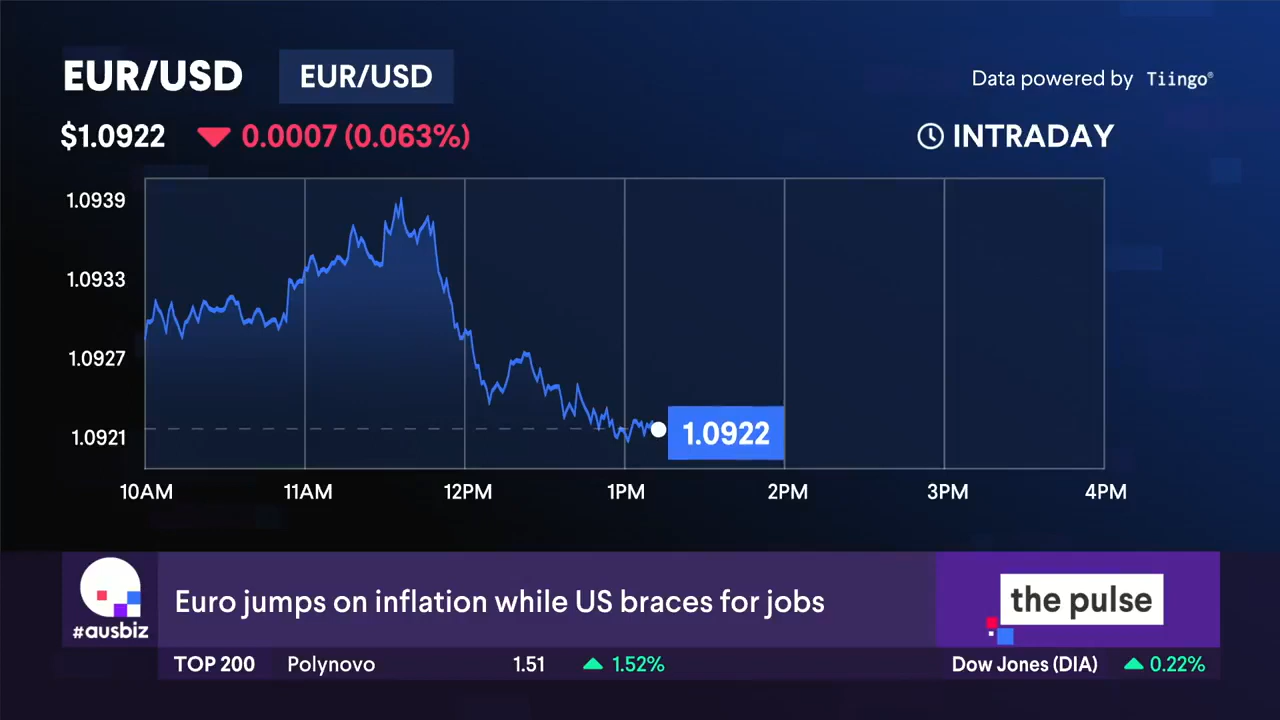 EUR/USD EUR/USD Data powered by Tiingo®
$1.0922 0.0007 (0.063%) INTRADAY
1.0939
1.0933
1.0927
1.0921
1.0922
10AM 11AM 12PM 1PM 2PM 3PM 4PM
Euro jumps on inflation while US braces for jobs
the pulse
#ausbiz
TOP 200 Polynovo 1.51 1.52% Dow Jones (DIA) 0.22%